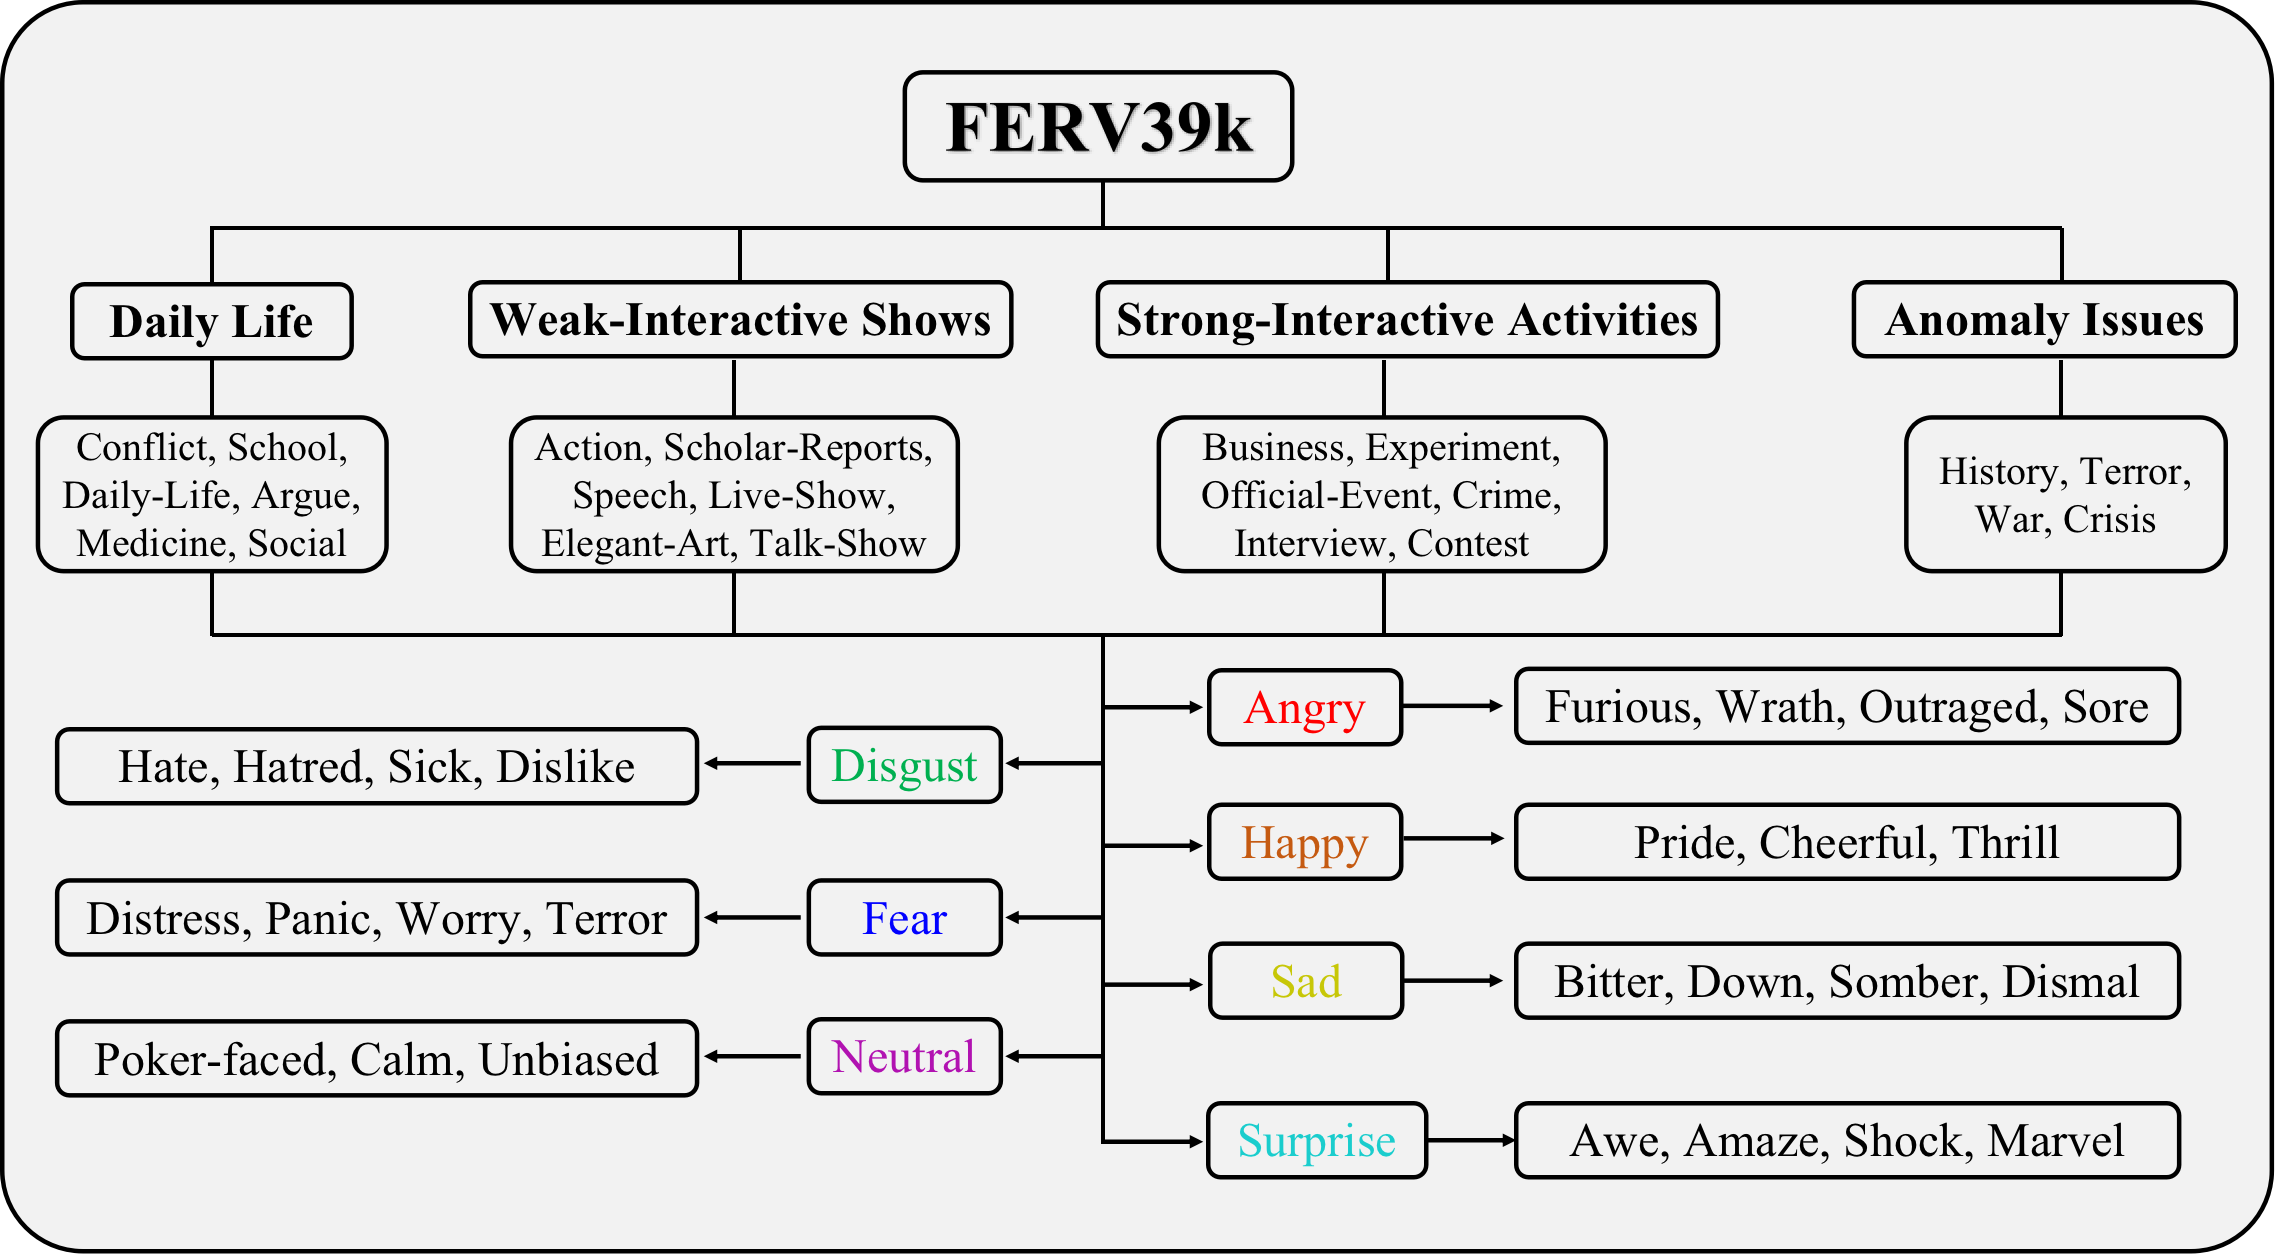 FERV39k
Daily Life
Weak-Interactive Shows
Strong-Interactive Activities
Anomaly Issues
Conflict, School,
Daily-Life, Argue,
Medicine, Social
Action, Scholar-Reports,
Speech, Live-Show,
Elegant-Art, Talk-Show
Business, Experiment,
Official-Event, Crime,
Interview, Contest
History, Terror,
War, Crisis
Angry
Furious, Wrath, Outraged, Sore
Hate, Hatred, Sick, Dislike
Disgust
Happy
Pride, Cheerful, Thrill
Distress, Panic, Worry, Terror
Fear
Sad
Bitter, Down, Somber, Dismal
Poker-faced, Calm, Unbiased
Neutral
Surprise
Awe, Amaze, Shock, Marvel